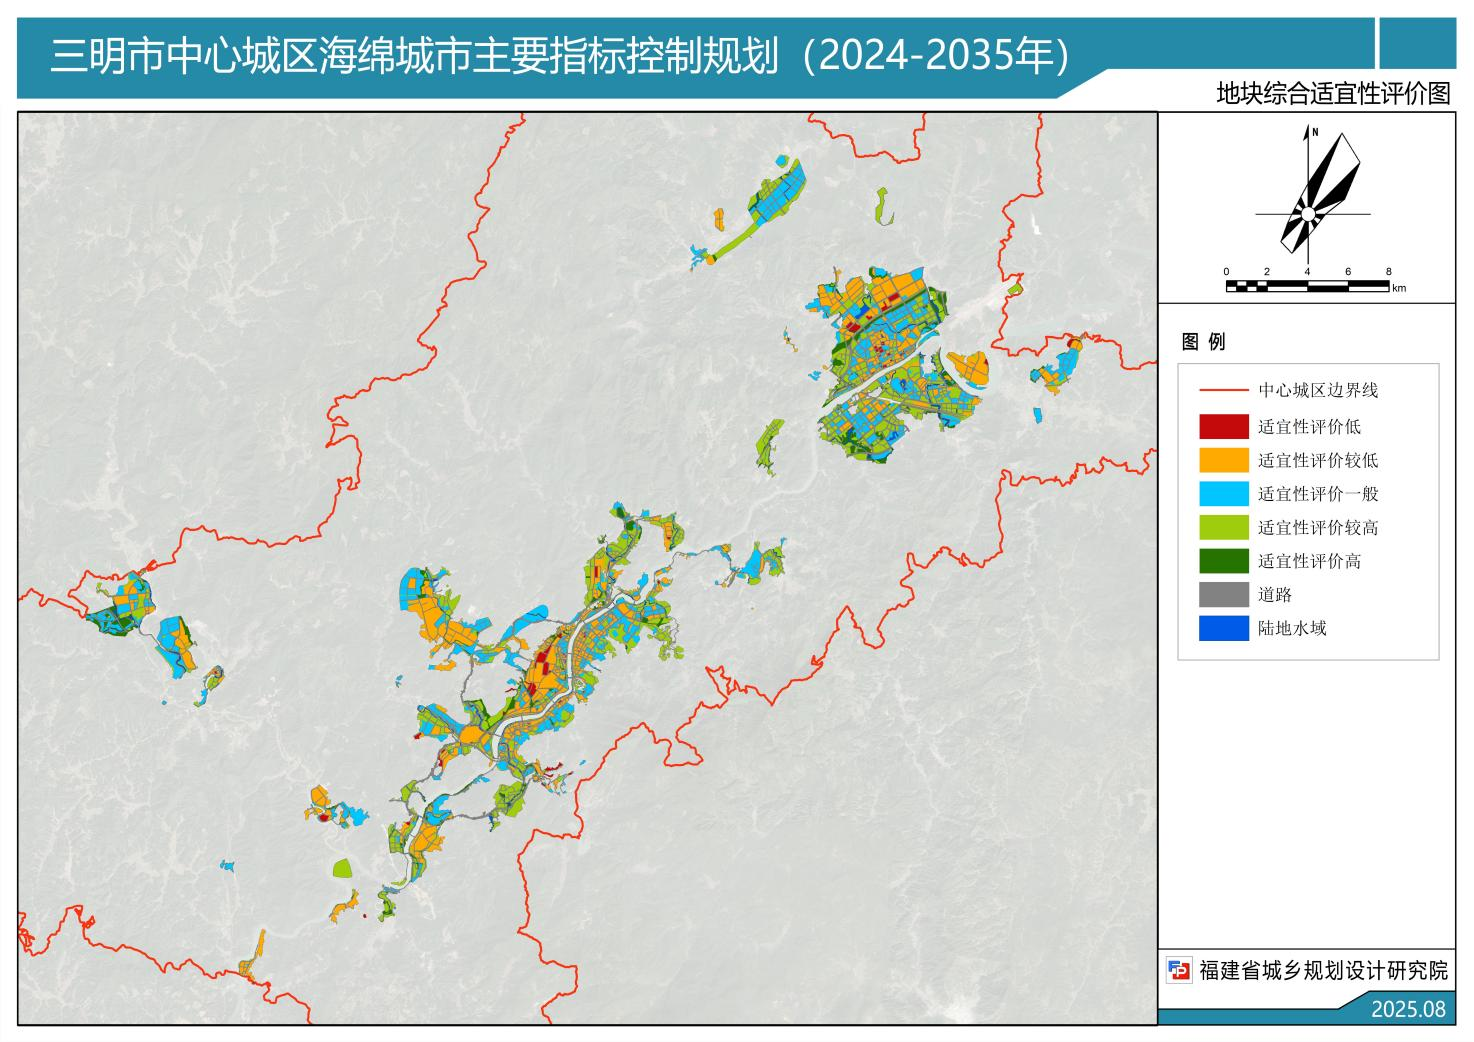 三明市中心城区海绵城市主要指标控制规划（2024-2035年）
地块综合适宜性评价图
N
0 2 4 6 8
km
图 例
中心城区边界线
适宜性评价低
适宜性评价较低
适宜性评价一般
适宜性评价较高
适宜性评价高
道路
陆地水域
福建省城乡规划设计研究院
2025.08